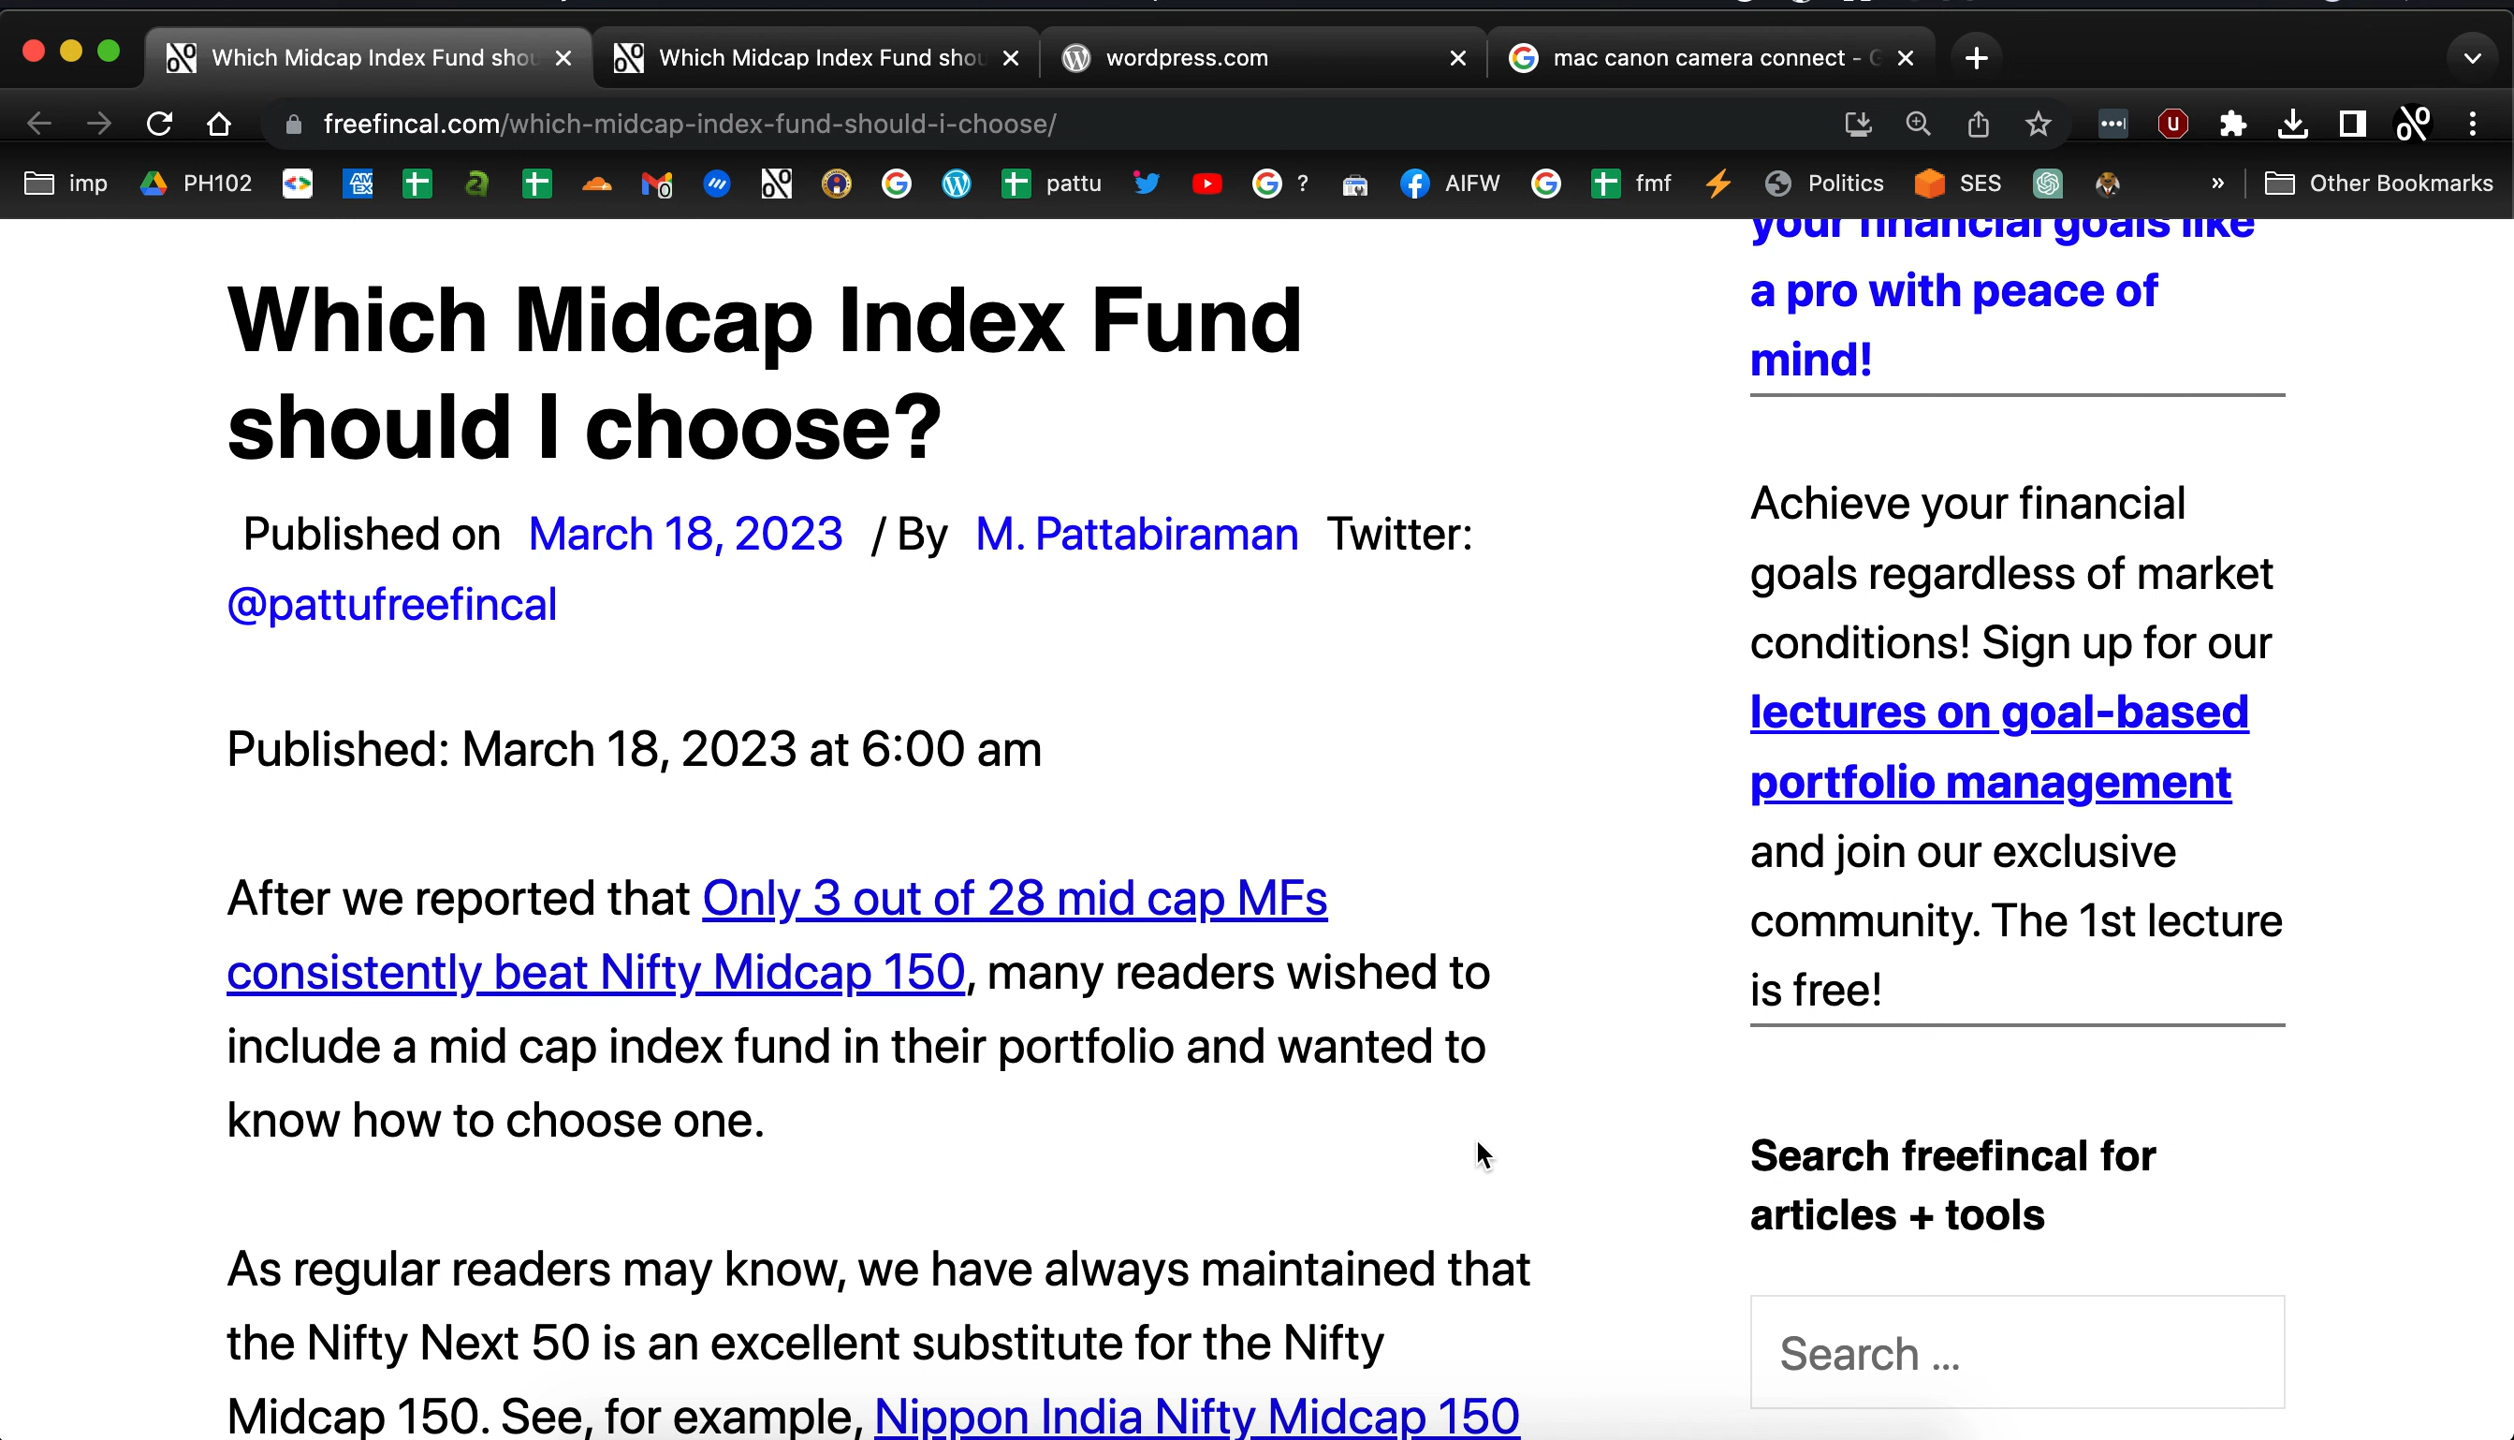 Which Midcap Index Fund shou
Which Midcap Index Fund shou
wordpress.com
mac canon camera connect - G
freefincal.com/which-midcap-index-fund-should-i-choose/
imp
PH102
pattu
?
AIFW
fmf
Politics
SES
»
Other Bookmarks
Which Midcap Index Fund
should I choose?
Published on March 18, 2023 / By M. Pattabiraman Twitter:
@pattufreefincal
Published: March 18, 2023 at 6:00 am
After we reported that Only 3 out of 28 mid cap MFs
consistently beat Nifty Midcap 150, many readers wished to
include a mid cap index fund in their portfolio and wanted to
know how to choose one.
As regular readers may know, we have always maintained that
the Nifty Next 50 is an excellent substitute for the Nifty
Midcap 150. See, for example, Nippon India Nifty Midcap 150
your financial goals like
a pro with peace of
mind!
Achieve your financial
goals regardless of market
conditions! Sign up for our
lectures on goal-based
portfolio management
and join our exclusive
community. The 1st lecture
is free!
Search freefincal for
articles + tools
Search ...